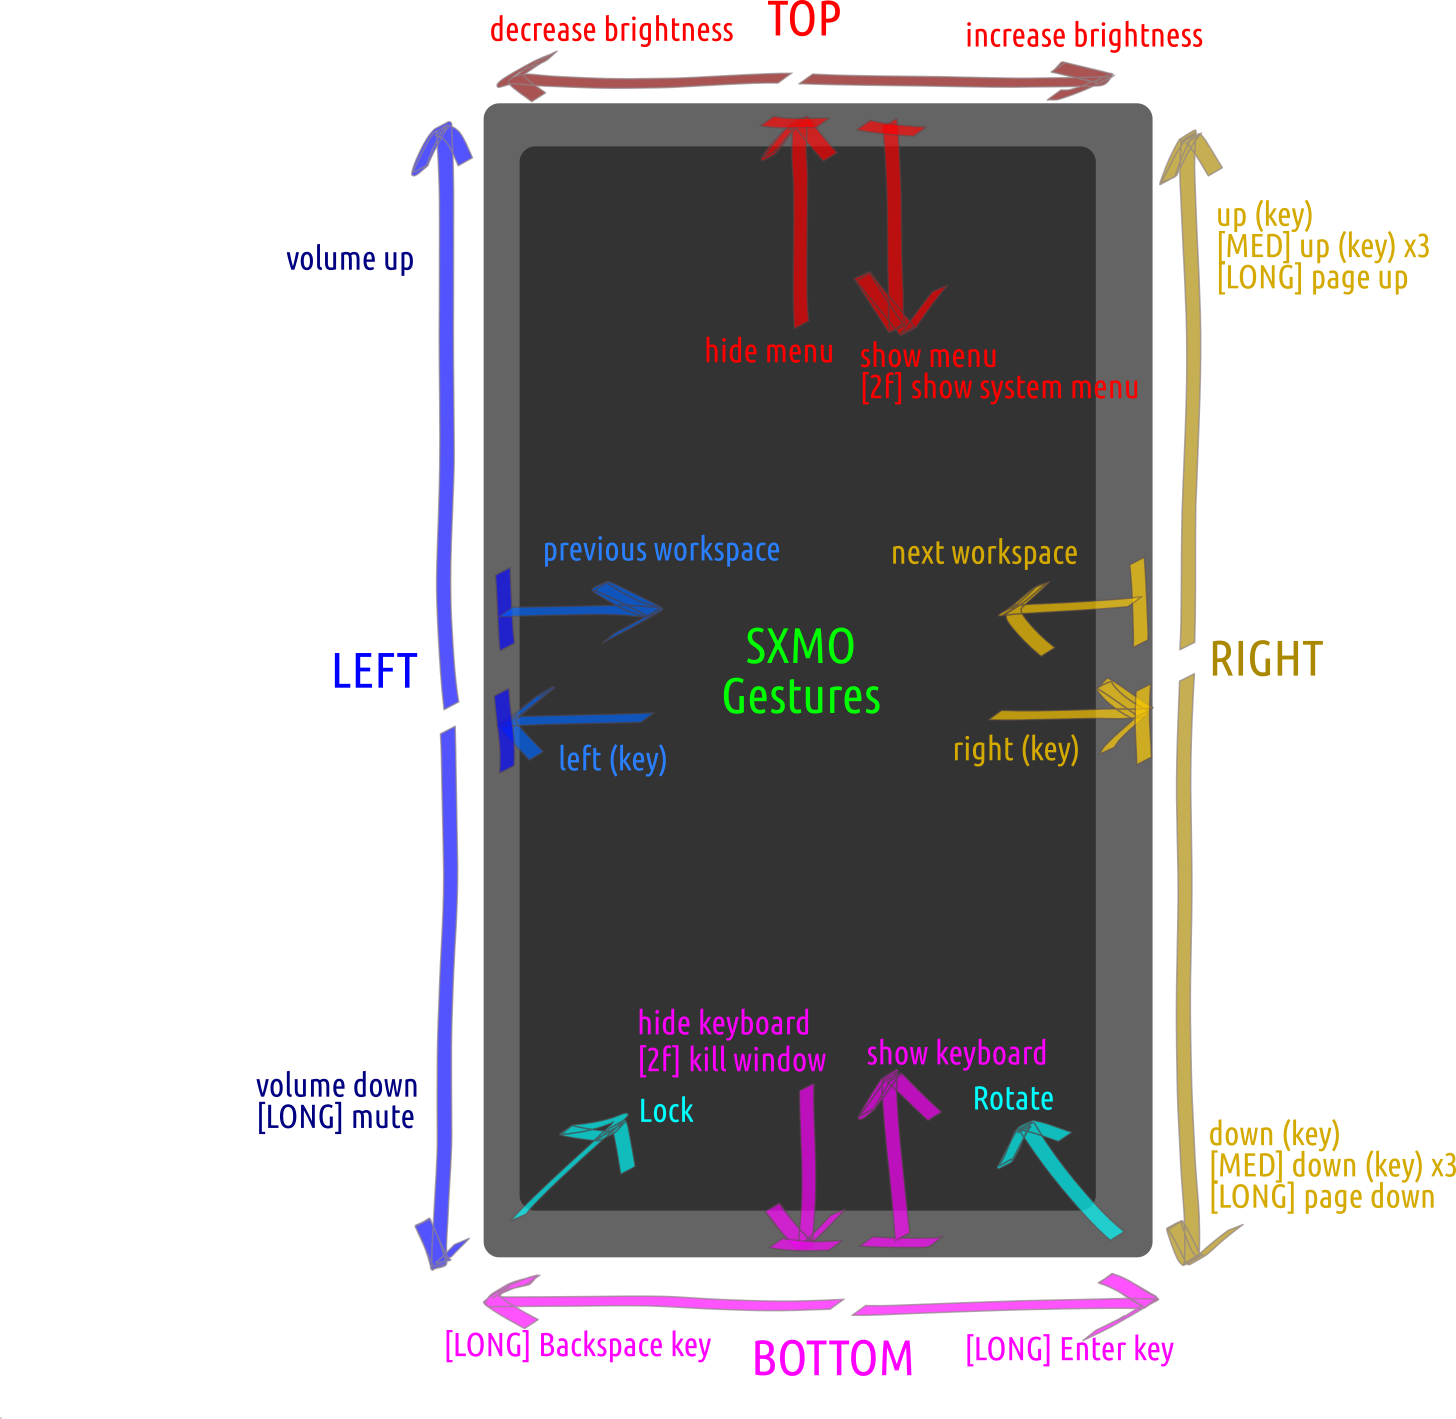 TOP
decrease brightness
increase brightness
volume up
up (key)
[MED] up (key) x3
[LONG] page up
hide menu
show menu
[2f] show system menu
previous workspace
next workspace
SXMO
Gestures
LEFT
RIGHT
left (key)
right (key)
hide keyboard
[2f] kill window
show keyboard
Lock
Rotate
volume down
[LONG] mute
down (key)
[MED] down (key) x3
[LONG] page down
[LONG] Backspace key
BOTTOM
[LONG] Enter key